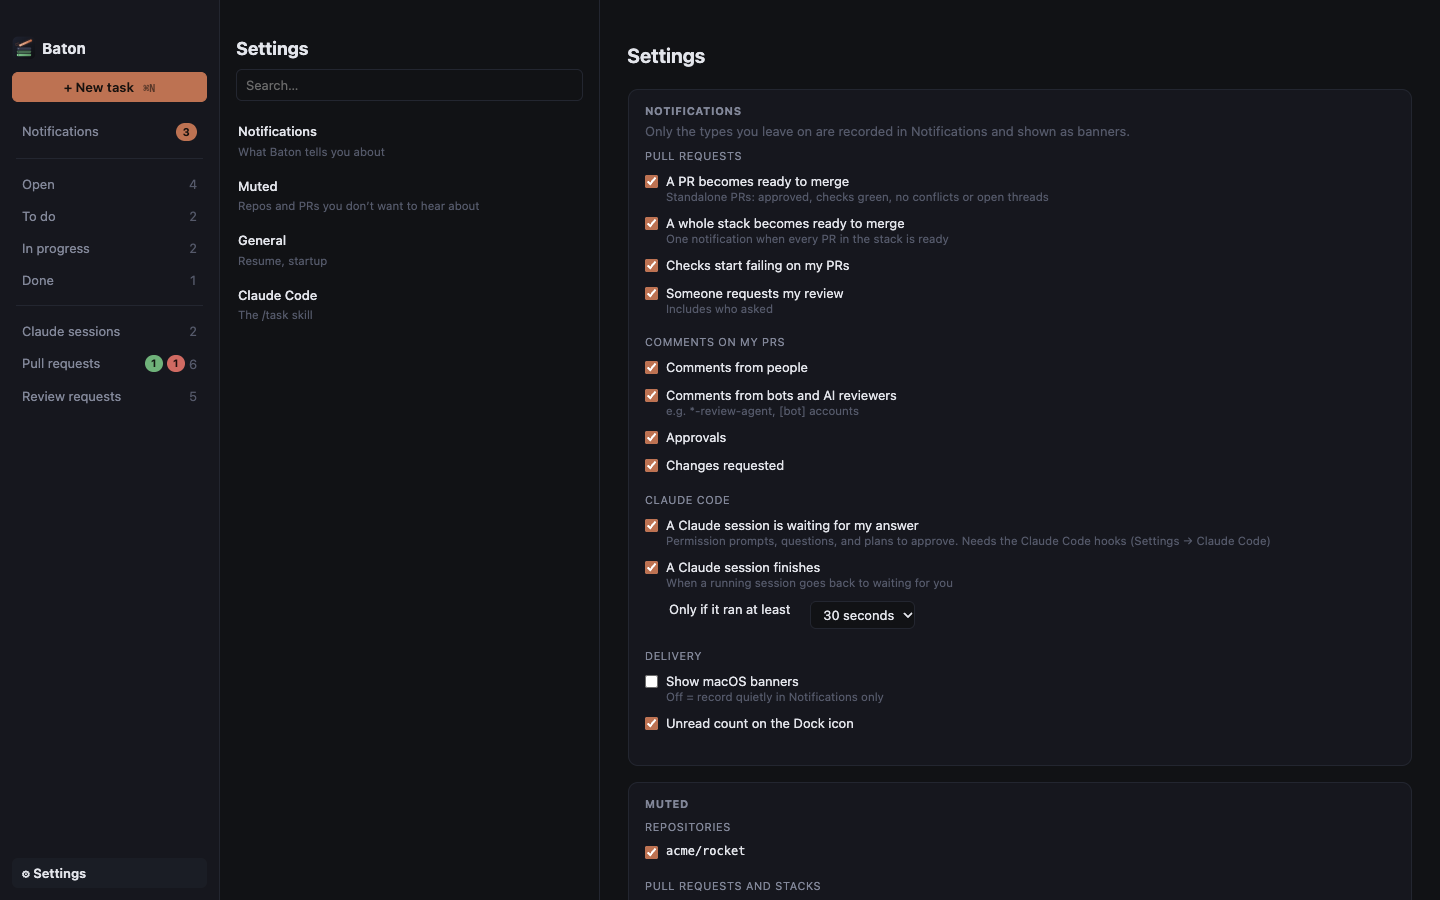 Baton
+ New task ⌘N
Notifications 3
Open 4
To do 2
In progress 2
Done 1
Claude sessions 2
Pull requests 1 1 6
Review requests 5
⚙ Settings
Settings
Search...
Notifications
What Baton tells you about
Muted
Repos and PRs you don't want to hear about
General
Resume, startup
Claude Code
The /task skill
Settings
NOTIFICATIONS
Only the types you leave on are recorded in Notifications and shown as banners.
PULL REQUESTS
A PR becomes ready to merge
Standalone PRs: approved, checks green, no conflicts or open threads
A whole stack becomes ready to merge
One notification when every PR in the stack is ready
Checks start failing on my PRs
Someone requests my review
Includes who asked
COMMENTS ON MY PRS
Comments from people
Comments from bots and AI reviewers
e.g. *-review-agent, [bot] accounts
Approvals
Changes requested
CLAUDE CODE
A Claude session is waiting for my answer
Permission prompts, questions, and plans to approve. Needs the Claude Code hooks (Settings → Claude Code)
A Claude session finishes
When a running session goes back to waiting for you
Only if it ran at least 30 seconds
DELIVERY
Show macOS banners
Off = record quietly in Notifications only
Unread count on the Dock icon
MUTED
REPOSITORIES
acme/rocket
PULL REQUESTS AND STACKS